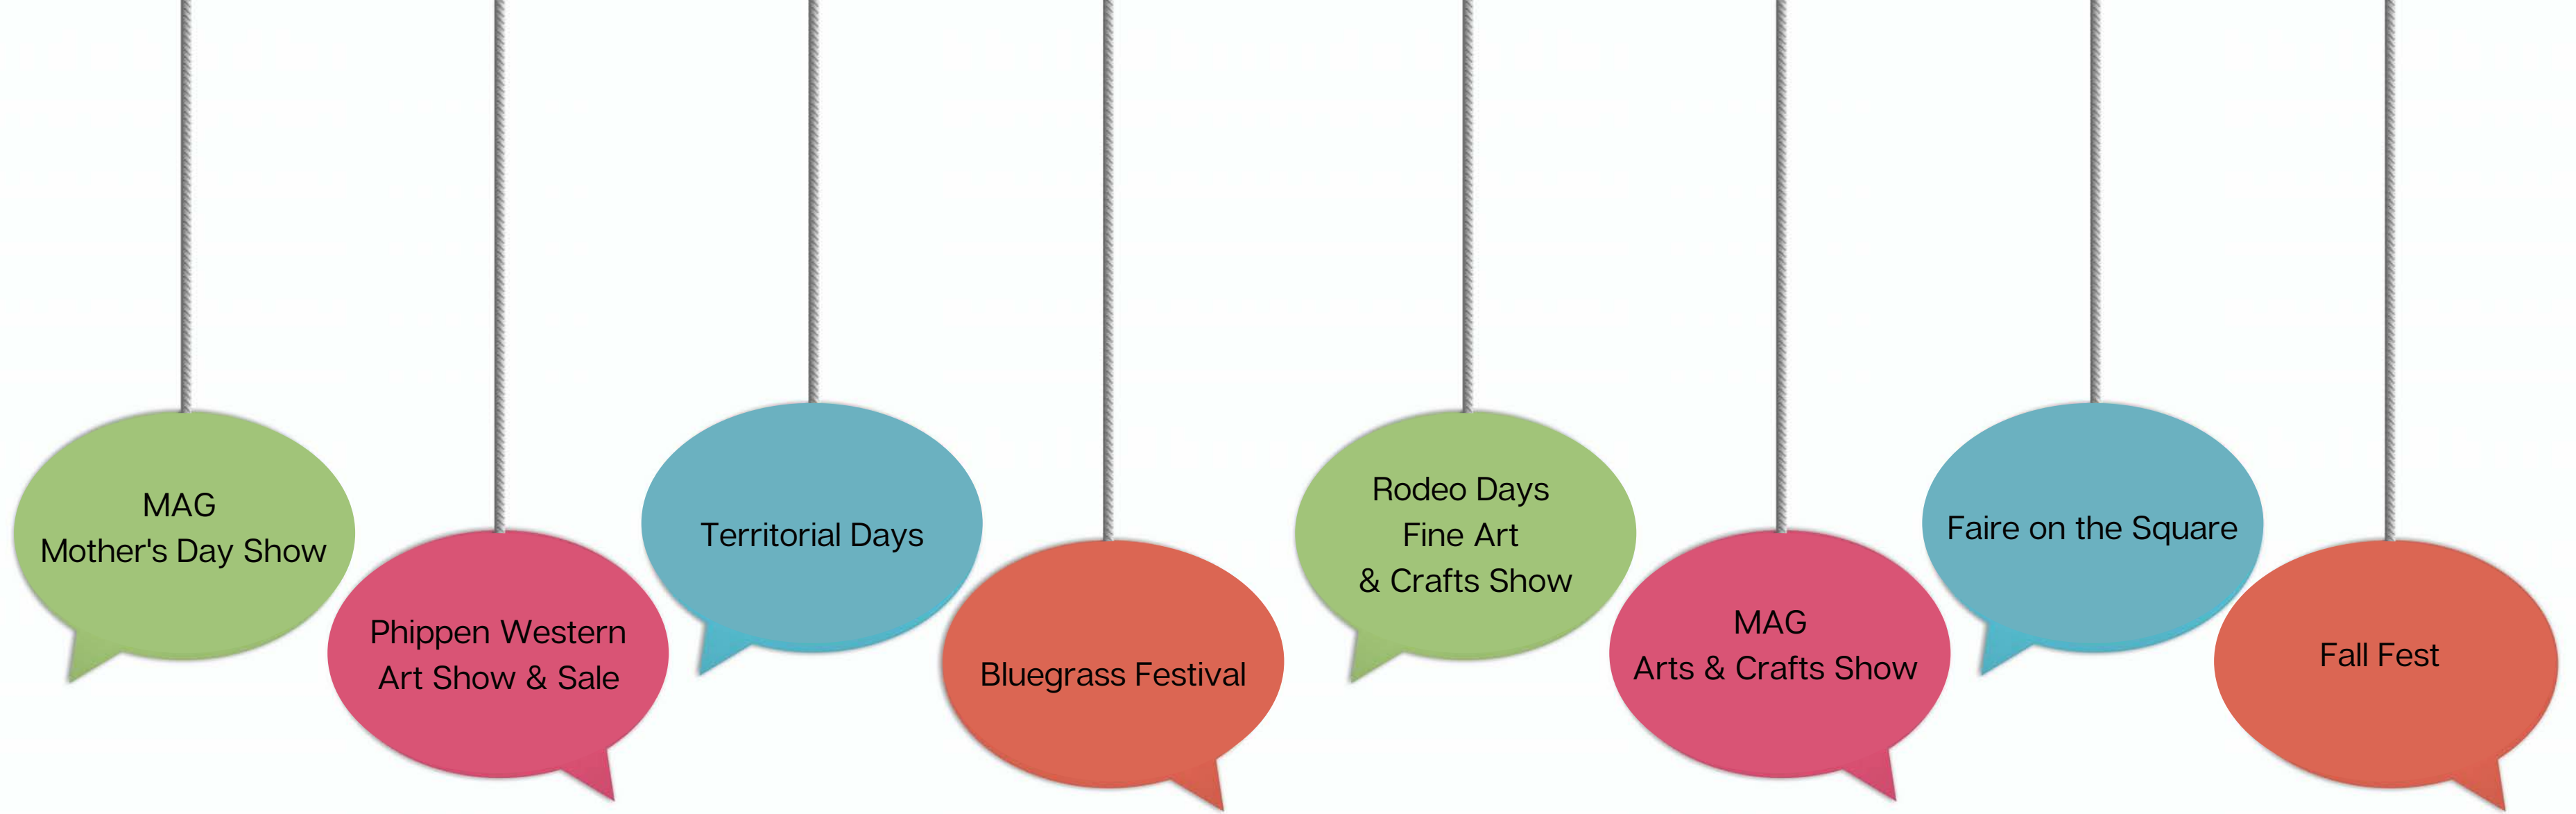 MAG
Mother's Day Show
Phippen Western
Art Show & Sale
Territorial Days
Bluegrass Festival
Rodeo Days
Fine Art
& Crafts Show
MAG
Arts & Crafts Show
Faire on the Square
Fall Fest